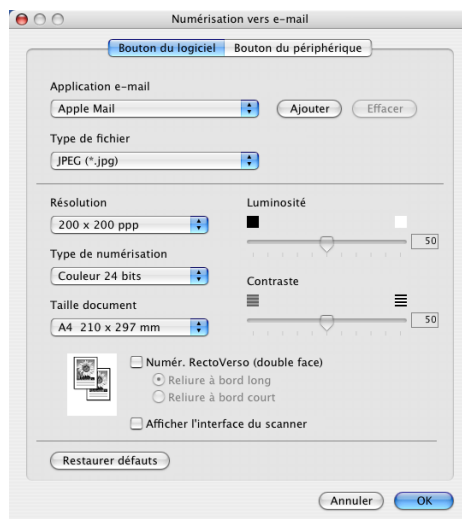 Numérisation vers e-mail
Bouton du logiciel Bouton du périphérique
Application e-mail
Apple Mail Ajouter Effacer
Type de fichier
JPEG (*.jpg)
Résolution Luminosité
200 x 200 ppp 50
Type de numérisation
Couleur 24 bits Contraste
Taille document
A4 210 x 297 mm 50
Numér. RectoVerso (double face)
Reliure à bord long
Reliure à bord court
Afficher l'interface du scanner
Restaurer défauts
Annuler OK